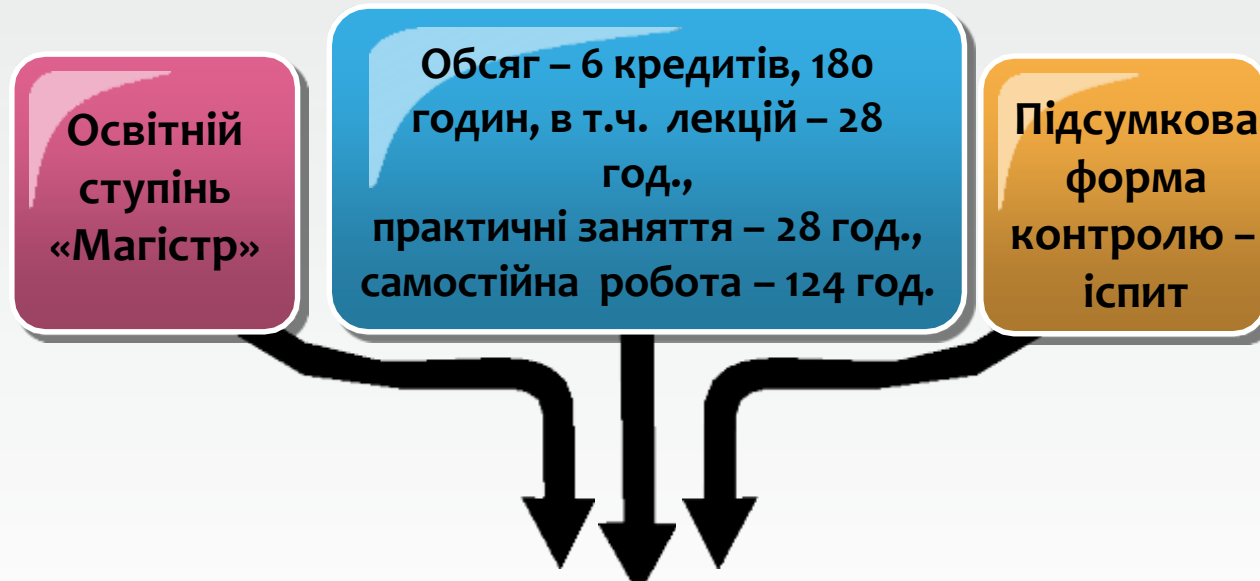 Освітній
ступінь
«Магістр»
Обсяг – 6 кредитів, 180
годин, в т.ч. лекцій – 28
год.,
практичні заняття – 28 год.,
самостійна робота – 124 год.
Підсумкова
форма
контролю –
іспит